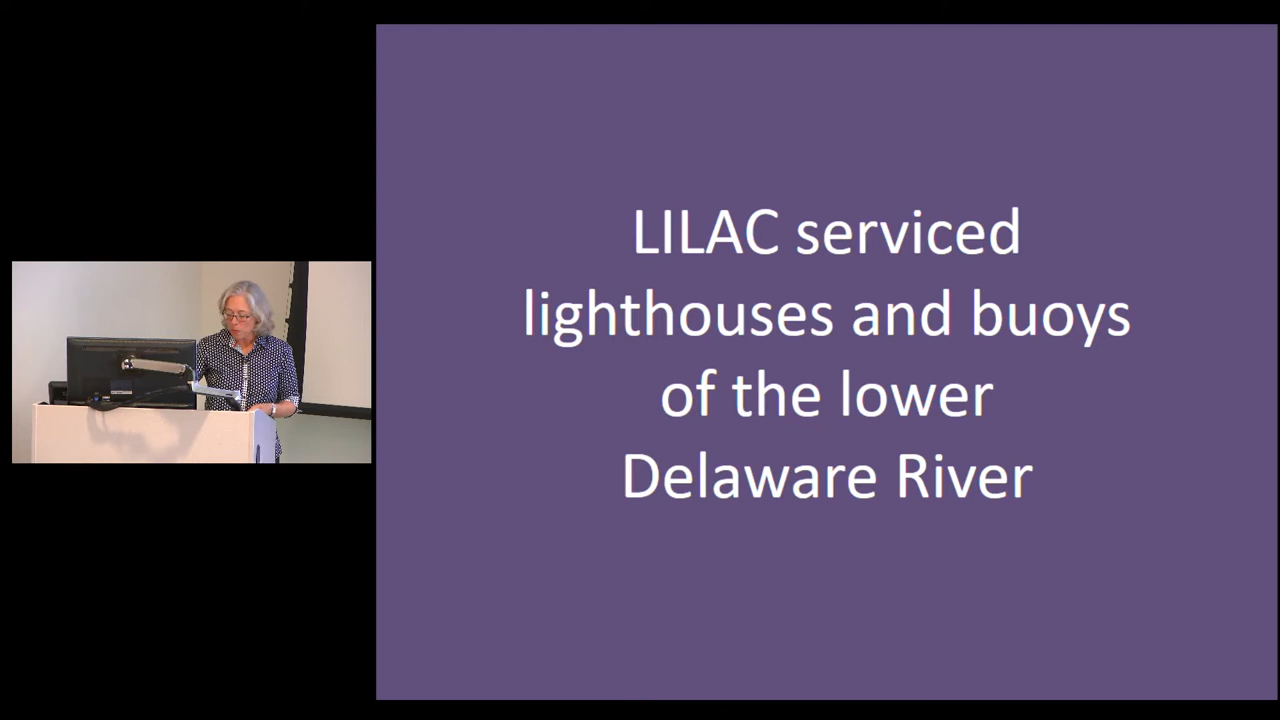 LILAC serviced
lighthouses and buoys
of the lower
Delaware River